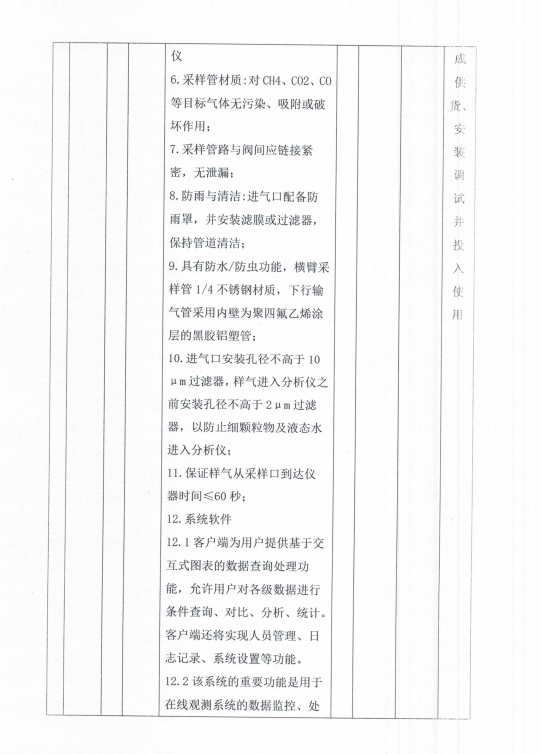 仪
6.采样管材质:对CH4、CO2、CO
等目标气体无污染、吸附或破
坏作用；
7.采样管路与阀间应链接紧
密，无泄漏；
8.防雨与清洁:进气口配备防
雨罩，并安装滤膜或过滤器，
保持管道清洁；
9.具有防水/防虫功能，横臂采
样管1/4不锈钢材质，下行输
气管采用内壁为聚四氟乙烯涂
层的黑胶铝塑管；
10.进气口安装孔径不高于10
μm过滤器，样气进入分析仪之
前安装孔径不高于2μm过滤
器，以防止细颗粒物及液态水
进入分析仪；
11.保证样气从采样口到达仪
器时间≤60秒；
12.系统软件
12.1客户端为用户提供基于交
互式图表的数据查询处理功
能，允许用户对各级数据进行
条件查询、对比、分析、统计。
客户端还将实现人员管理、日
志记录、系统设置等功能。
12.2该系统的重要功能是用于
在线观测系统的数据监控、处
成
供
货、
安
装
调
试
并
投
入
使
用